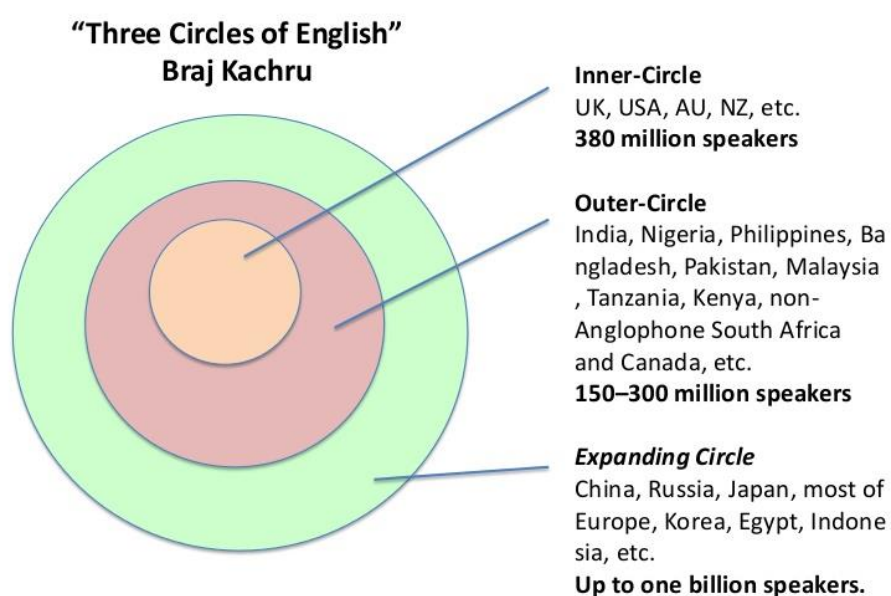 “Three Circles of English”
Braj Kachru
Inner-Circle
UK, USA, AU, NZ, etc.
380 million speakers
Outer-Circle
India, Nigeria, Philippines, Ba
ngladesh, Pakistan, Malaysia
, Tanzania, Kenya, non-
Anglophone South Africa
and Canada, etc.
150–300 million speakers
Expanding Circle
China, Russia, Japan, most of
Europe, Korea, Egypt, Indone
sia, etc.
Up to one billion speakers.